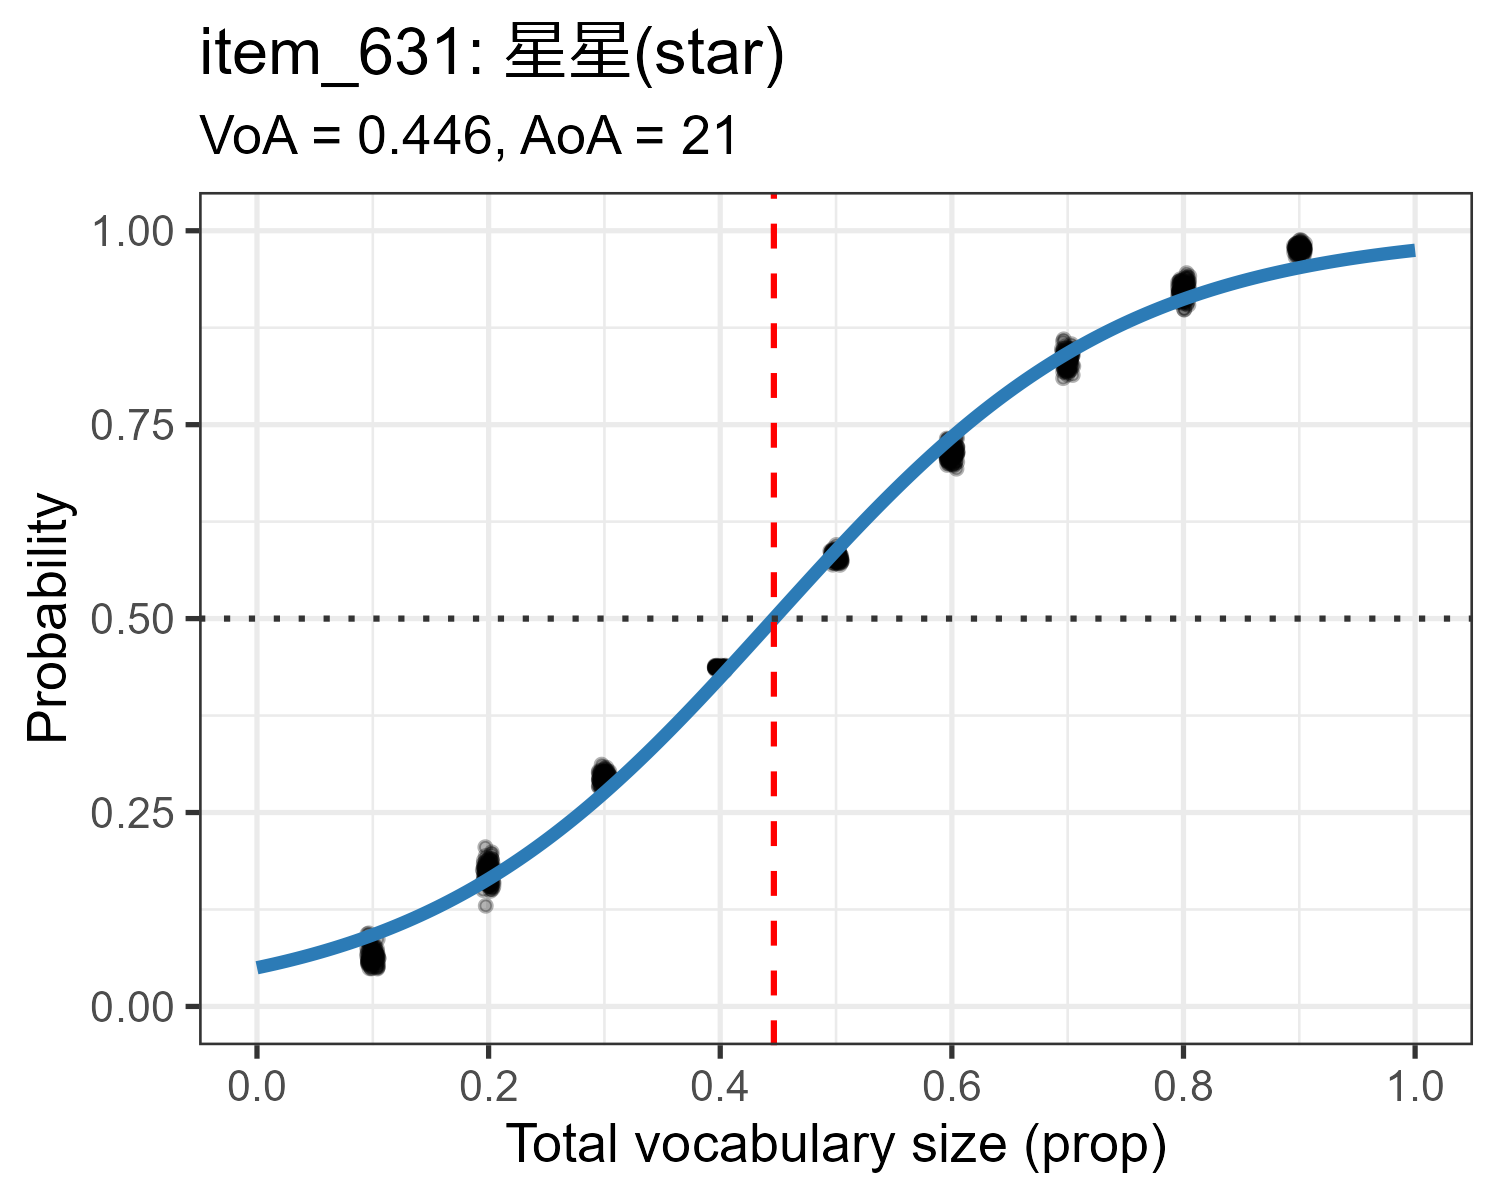 item_631: 星星(star)
VoA = 0.446, AoA = 21
Probability
1.00
0.75
0.50
0.25
0.00
0.0 0.2 0.4 0.6 0.8 1.0
Total vocabulary size (prop)